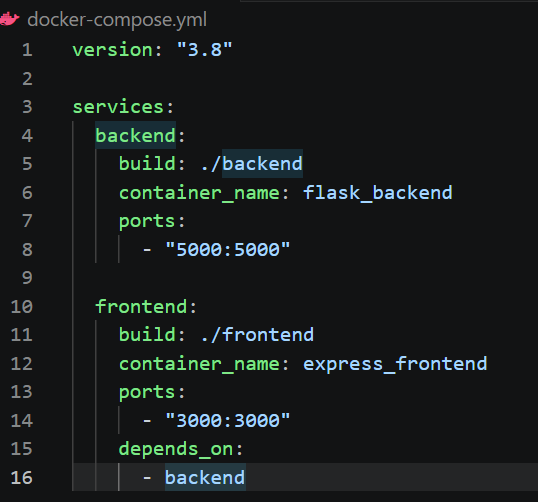 docker-compose.yml
1 version: "3.8"
2
3 services:
4   backend:
5     build: ./backend
6     container_name: flask_backend
7     ports:
8       - "5000:5000"
9
10   frontend:
11     build: ./frontend
12     container_name: express_frontend
13     ports:
14       - "3000:3000"
15     depends_on:
16       - backend